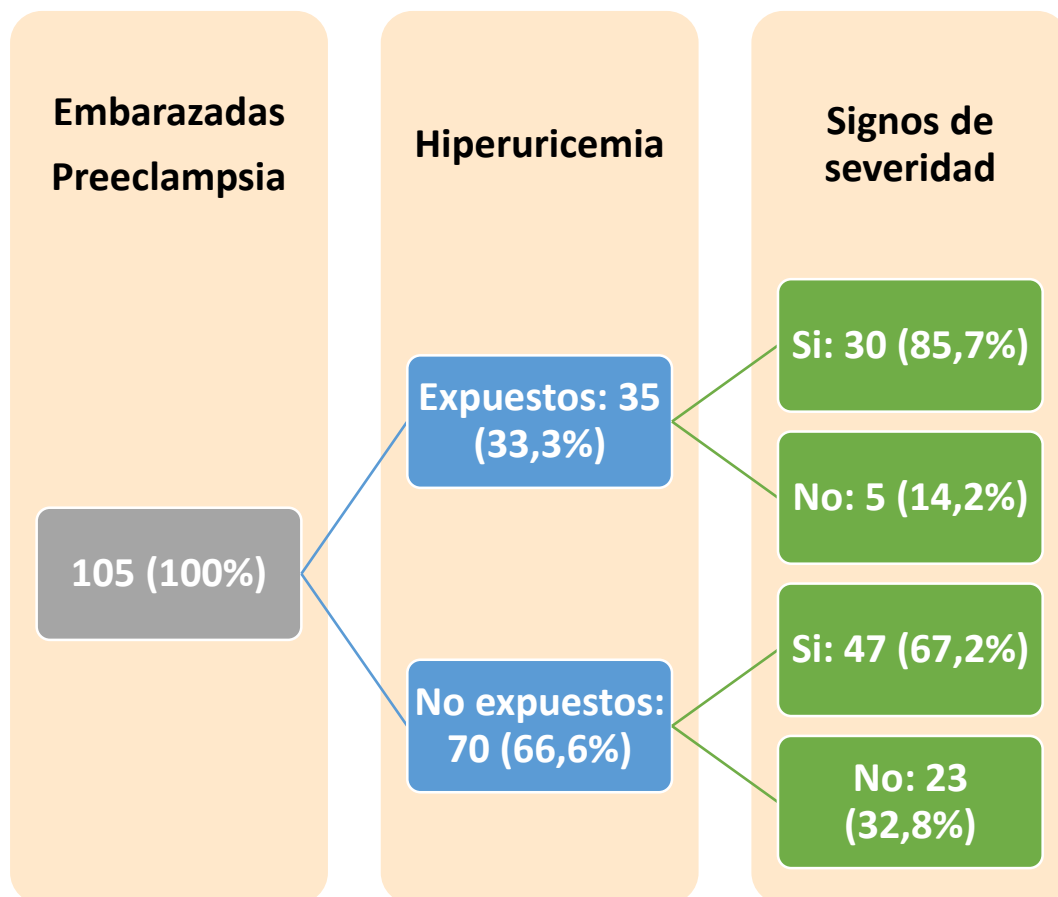 Embarazadas
Preeclampsia
Hiperuricemia
Signos de
severidad
105 (100%)
Expuestos: 35
(33,3%)
No expuestos:
70 (66,6%)
Si: 30 (85,7%)
No: 5 (14,2%)
Si: 47 (67,2%)
No: 23
(32,8%)